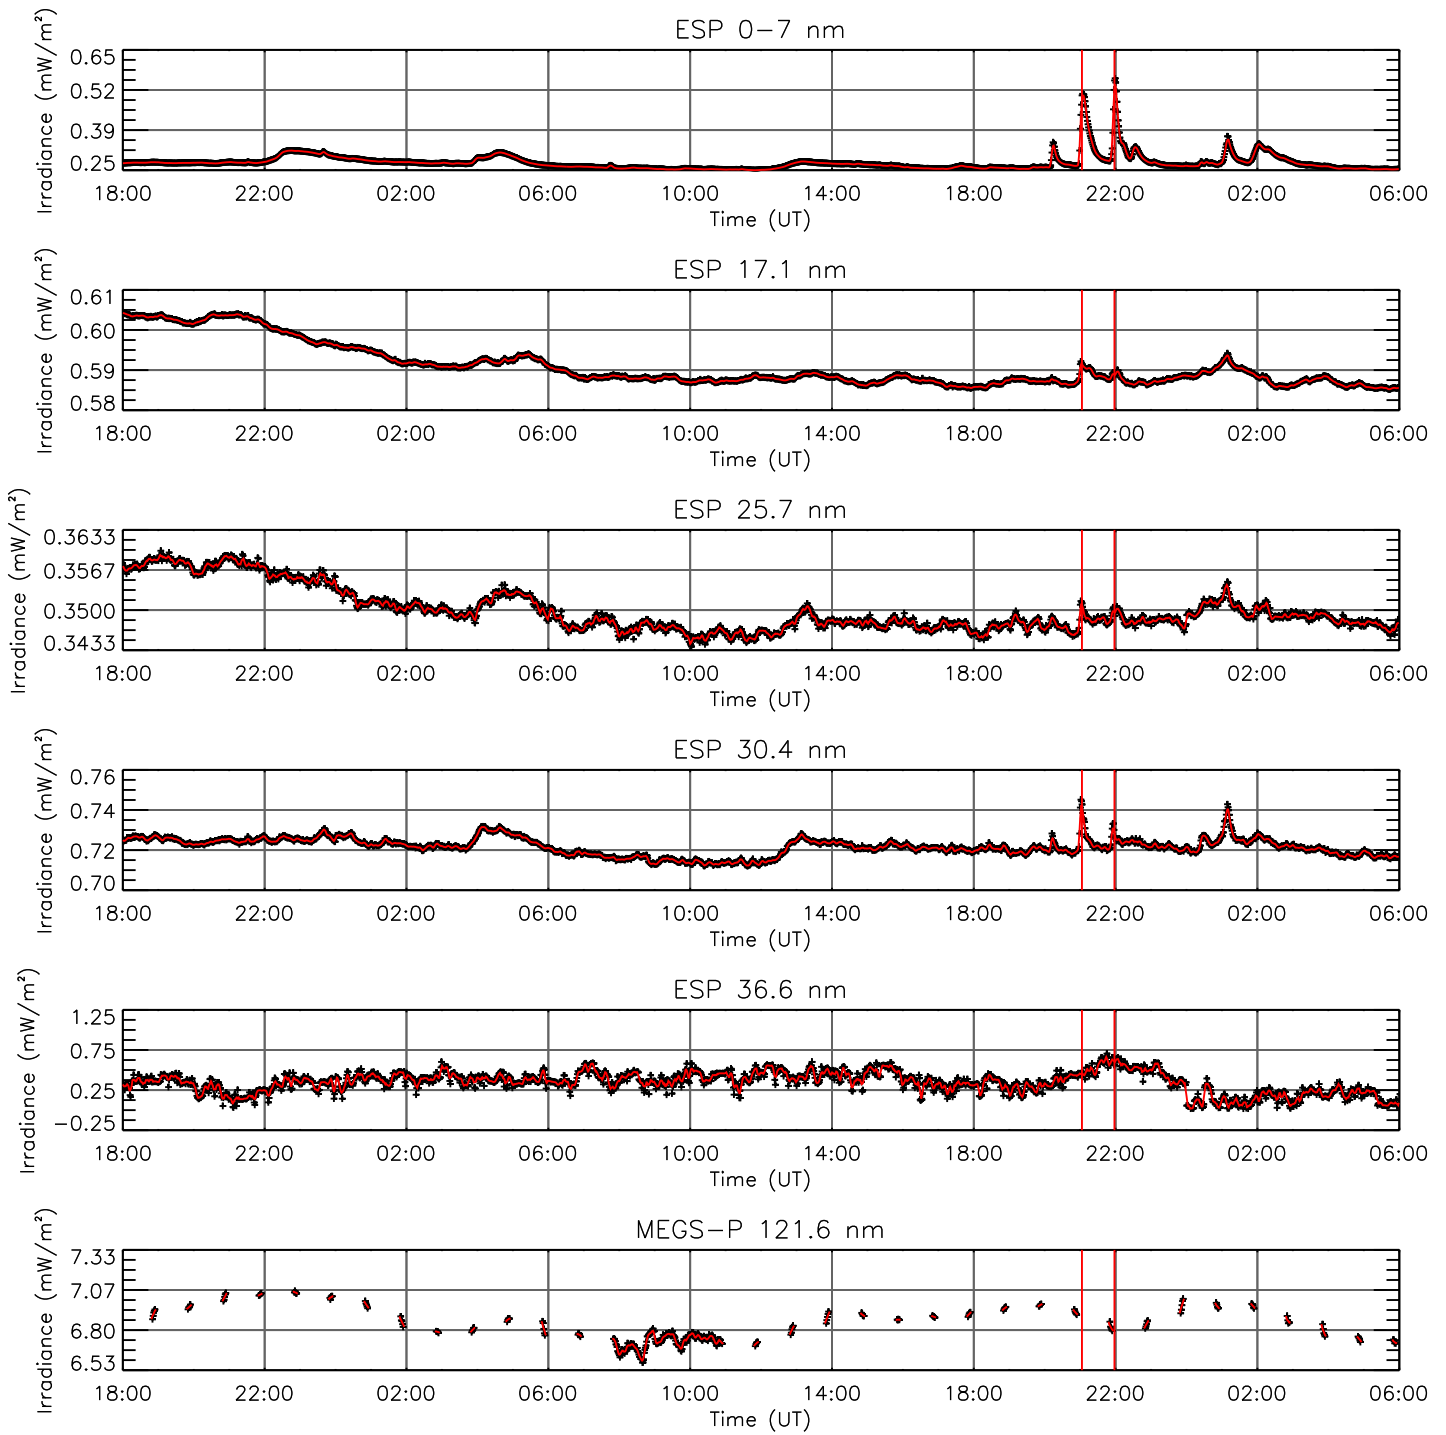 ESP 0−7 nm
Irradiance (mW/m²)
0.65
0.52
0.39
0.25
18:00 22:00 02:00 06:00 10:00 14:00 18:00 22:00 02:00 06:00
Time (UT)
ESP 17.1 nm
Irradiance (mW/m²)
0.61
0.60
0.59
0.58
18:00 22:00 02:00 06:00 10:00 14:00 18:00 22:00 02:00 06:00
Time (UT)
ESP 25.7 nm
Irradiance (mW/m²)
0.3633
0.3567
0.3500
0.3433
18:00 22:00 02:00 06:00 10:00 14:00 18:00 22:00 02:00 06:00
Time (UT)
ESP 30.4 nm
Irradiance (mW/m²)
0.76
0.74
0.72
0.70
18:00 22:00 02:00 06:00 10:00 14:00 18:00 22:00 02:00 06:00
Time (UT)
ESP 36.6 nm
Irradiance (mW/m²)
1.25
0.75
0.25
−0.25
18:00 22:00 02:00 06:00 10:00 14:00 18:00 22:00 02:00 06:00
Time (UT)
MEGS−P 121.6 nm
Irradiance (mW/m²)
7.33
7.07
6.80
6.53
18:00 22:00 02:00 06:00 10:00 14:00 18:00 22:00 02:00 06:00
Time (UT)